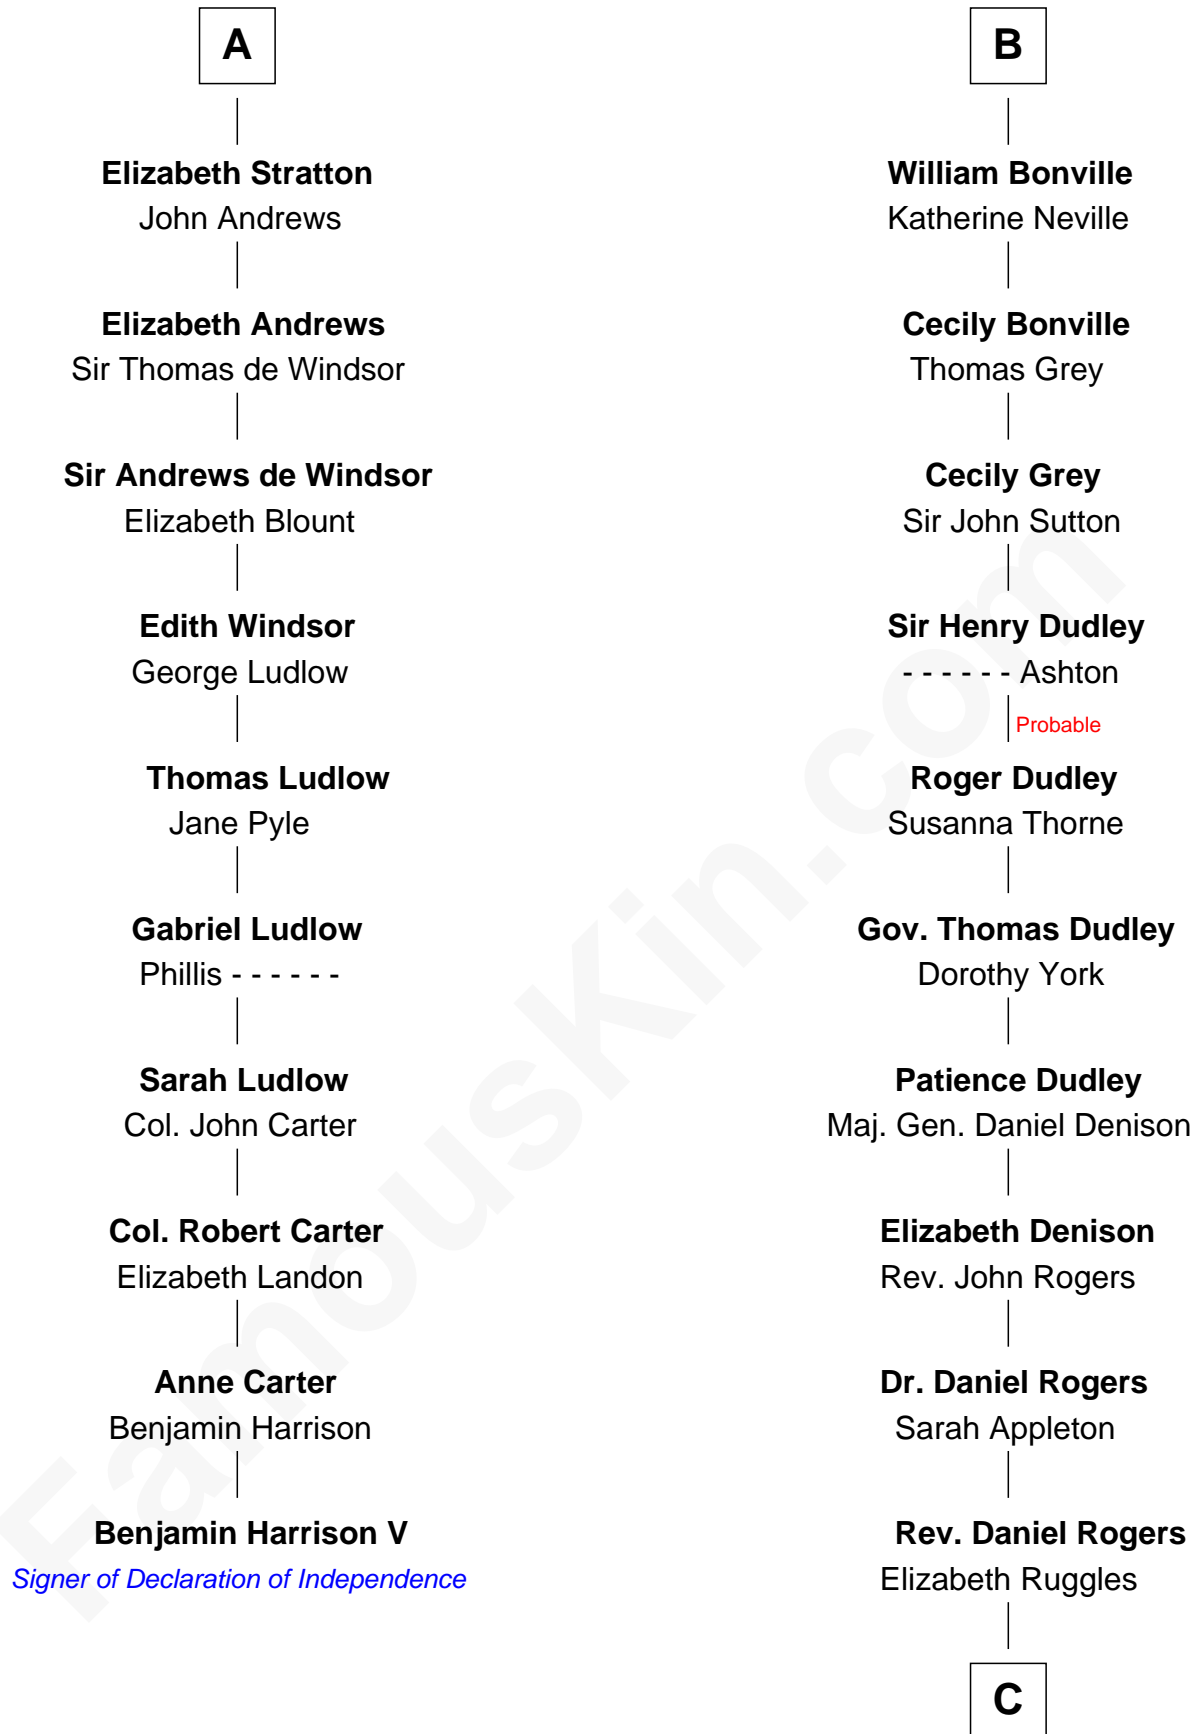 A
Elizabeth Stratton
John Andrews
Elizabeth Andrews
Sir Thomas de Windsor
Sir Andrews de Windsor
Elizabeth Blount
Edith Windsor
George Ludlow
Thomas Ludlow
Jane Pyle
Gabriel Ludlow
Phillis - - - - - -
Sarah Ludlow
Col. John Carter
Col. Robert Carter
Elizabeth Landon
Anne Carter
Benjamin Harrison
Benjamin Harrison V
Signer of Declaration of Independence
B
William Bonville
Katherine Neville
Cecily Bonville
Thomas Grey
Cecily Grey
Sir John Sutton
Sir Henry Dudley
- - - - - - Ashton
Probable
Roger Dudley
Susanna Thorne
Gov. Thomas Dudley
Dorothy York
Patience Dudley
Maj. Gen. Daniel Denison
Elizabeth Denison
Rev. John Rogers
Dr. Daniel Rogers
Sarah Appleton
Rev. Daniel Rogers
Elizabeth Ruggles
C
FamousKin.com